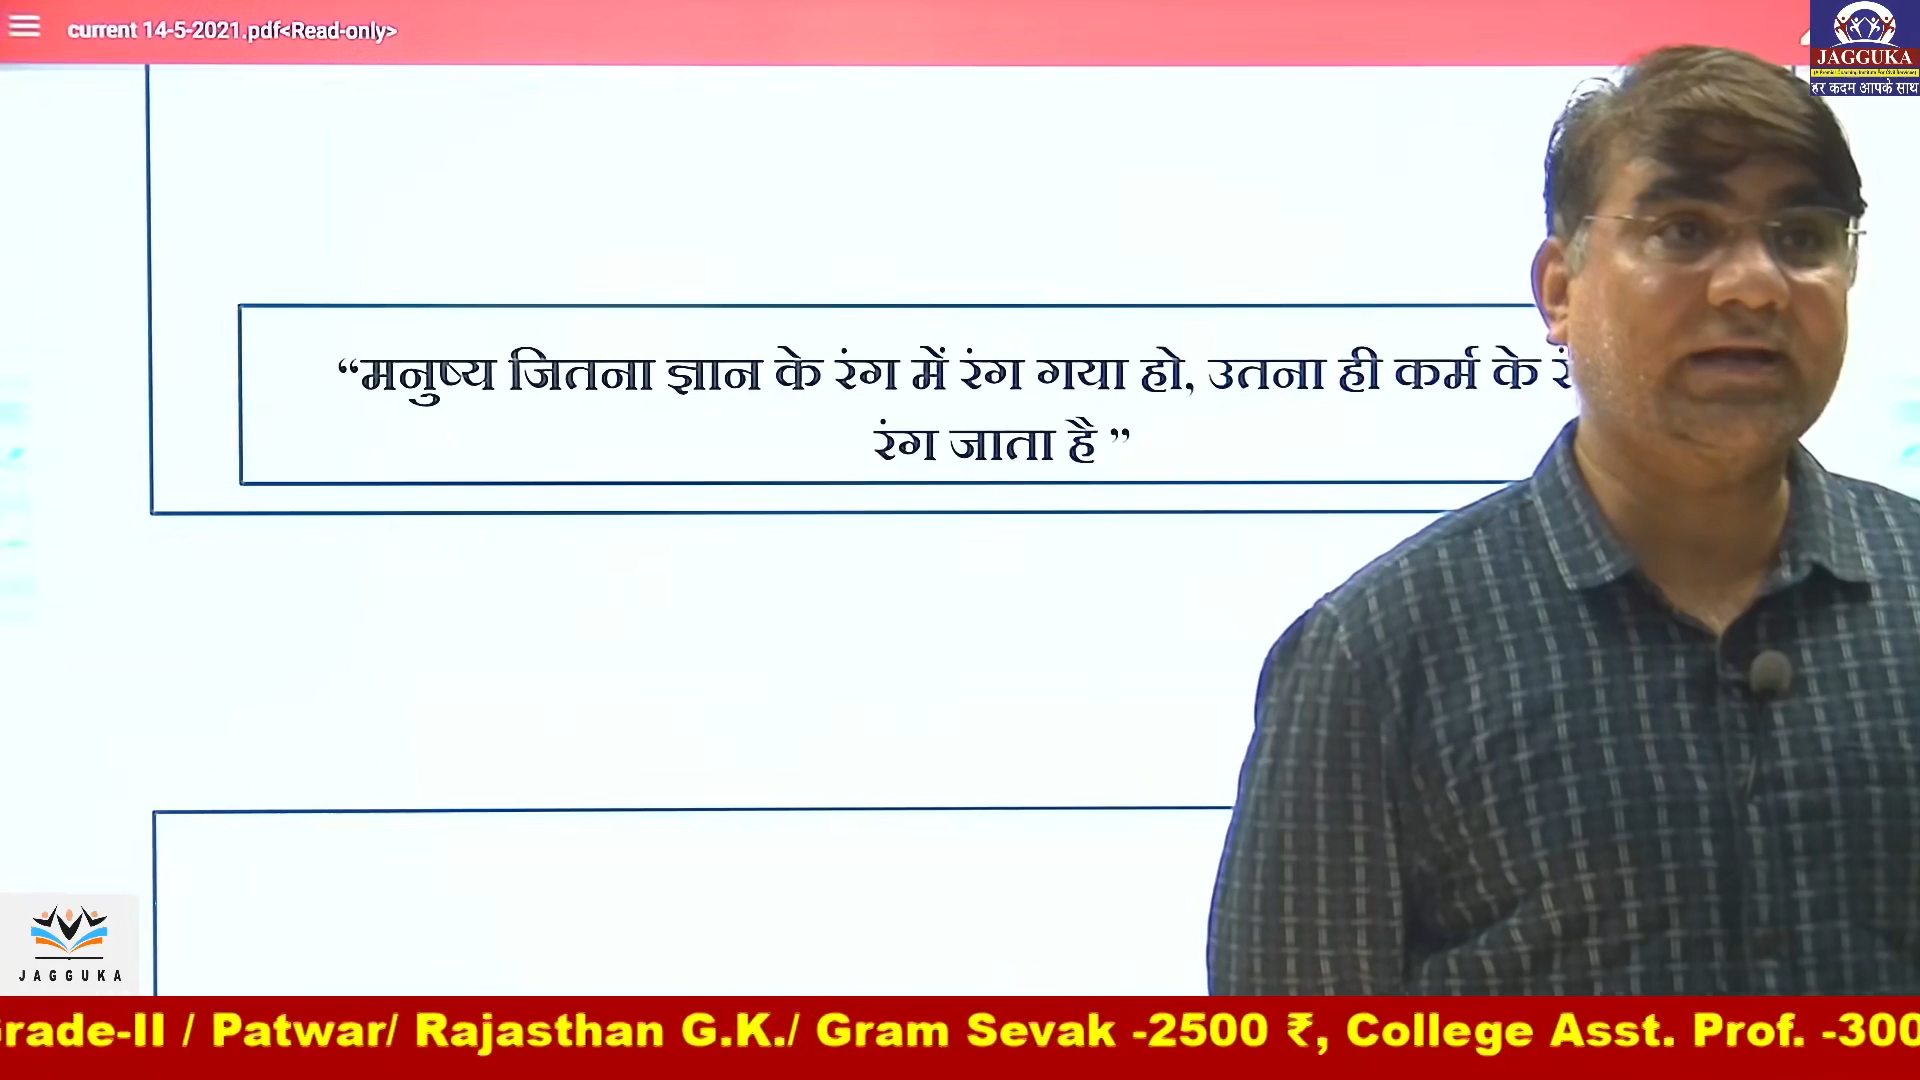 current 14-5-2021.pdf<Read-only>
JAGGUKA
हर कदम आपके साथ
“मनुष्य जितना ज्ञान के रंग में रंग गया हो, उतना ही कर्म के
रंग जाता है ”
JAGGUKA
Grade-II / Patwar/ Rajasthan G.K./ Gram Sevak -2500 ₹, College Asst. Prof. -300